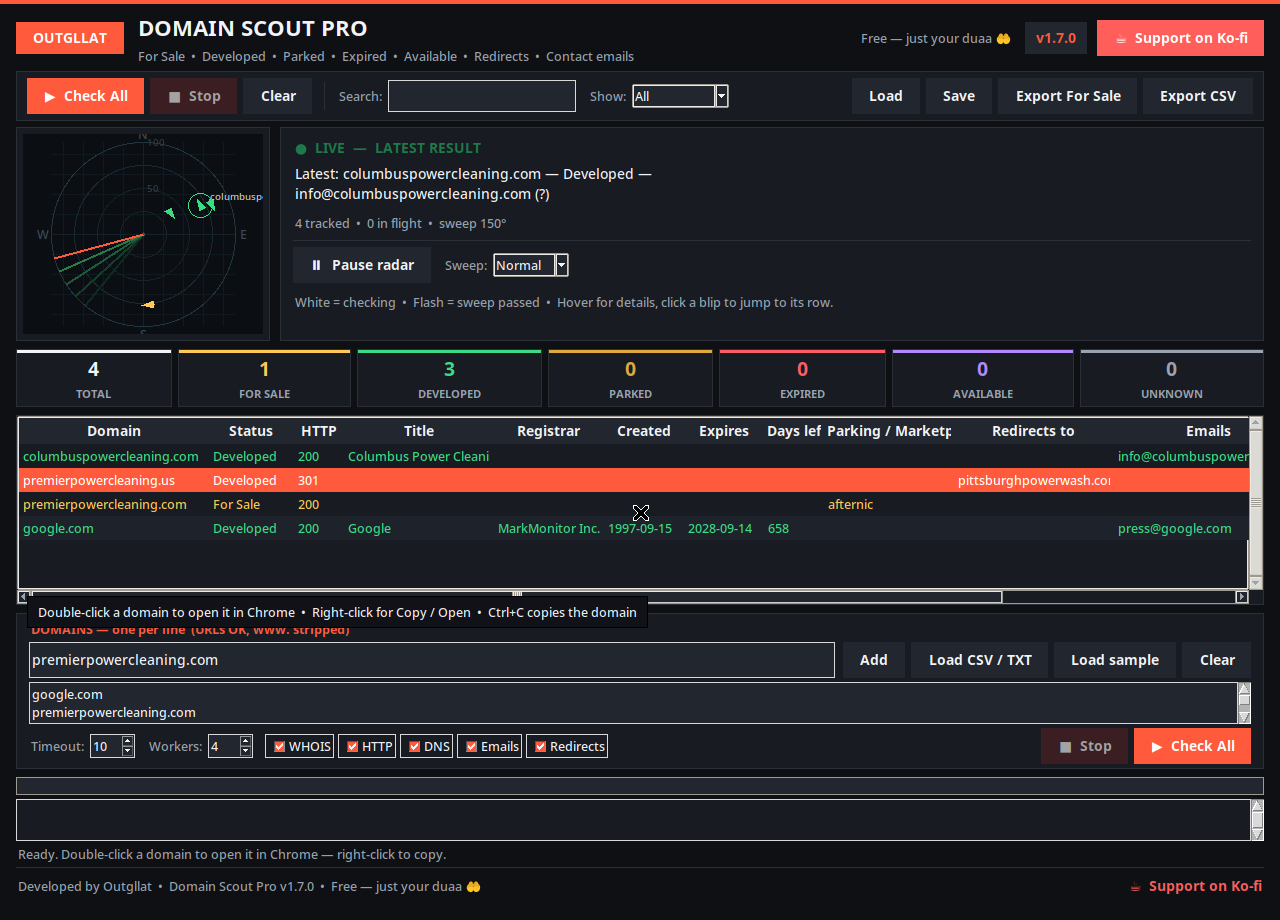 OUTGLLAT
DOMAIN SCOUT PRO
For Sale • Developed • Parked • Expired • Available • Redirects • Contact emails
Free — just your duaa 🤲
v1.7.0
☕ Support on Ko-fi
▶ Check All
■ Stop
Clear
Search:
Show: All
Load
Save
Export For Sale
Export CSV
N
100
50
W
E
S
columbusp
● LIVE — LATEST RESULT
Latest: columbuspowercleaning.com — Developed —
info@columbuspowercleaning.com (?)
4 tracked • 0 in flight • sweep 150°
⏸ Pause radar
Sweep: Normal
White = checking • Flash = sweep passed • Hover for details, click a blip to jump to its row.
4 1 3 0 0 0 0
TOTAL FOR SALE DEVELOPED PARKED EXPIRED AVAILABLE UNKNOWN
Domain Status HTTP Title Registrar Created Expires Days lef Parking / Marketp Redirects to Emails
columbuspowercleaning.com Developed 200 Columbus Power Cleani info@columbuspower
premierpowercleaning.us Developed 301 pittsburghpowerwash.cor
premierpowercleaning.com For Sale 200 afternic
google.com Developed 200 Google MarkMonitor Inc. 1997-09-15 2028-09-14 658 press@google.com
Double-click a domain to open it in Chrome • Right-click for Copy / Open • Ctrl+C copies the domain
DOMAINS — one per line (URLs OK, www. stripped)
premierpowercleaning.com
Add
Load CSV / TXT
Load sample
Clear
google.com
premierpowercleaning.com
Timeout: 10 Workers: 4 WHOIS HTTP DNS Emails Redirects
■ Stop
▶ Check All
Ready. Double-click a domain to open it in Chrome — right-click to copy.
Developed by Outgllat • Domain Scout Pro v1.7.0 • Free — just your duaa 🤲
☕ Support on Ko-fi